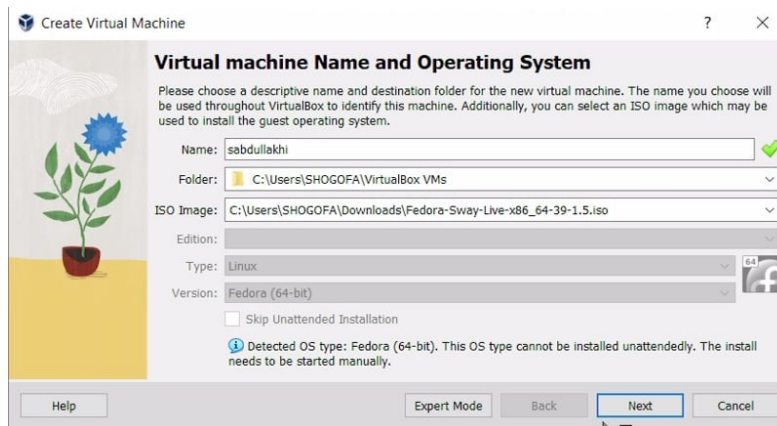 Create Virtual Machine
?
Virtual machine Name and Operating System
Please choose a descriptive name and destination folder for the new virtual machine. The name you choose will
be used throughout VirtualBox to identify this machine. Additionally, you can select an ISO image which may be
used to install the guest operating system.
Name: sabdullakhi
Folder: C:\Users\SHOGOFA\VirtualBox VMs
ISO Image: C:\Users\SHOGOFA\Downloads\Fedora-Sway-Live-x86_64-39-1.5.iso
Edition:
Type: Linux
64
Version: Fedora (64-bit)
Skip Unattended Installation
Detected OS type: Fedora (64-bit). This OS type cannot be installed unattendedly. The install
needs to be started manually.
Help Expert Mode Back Next Cancel